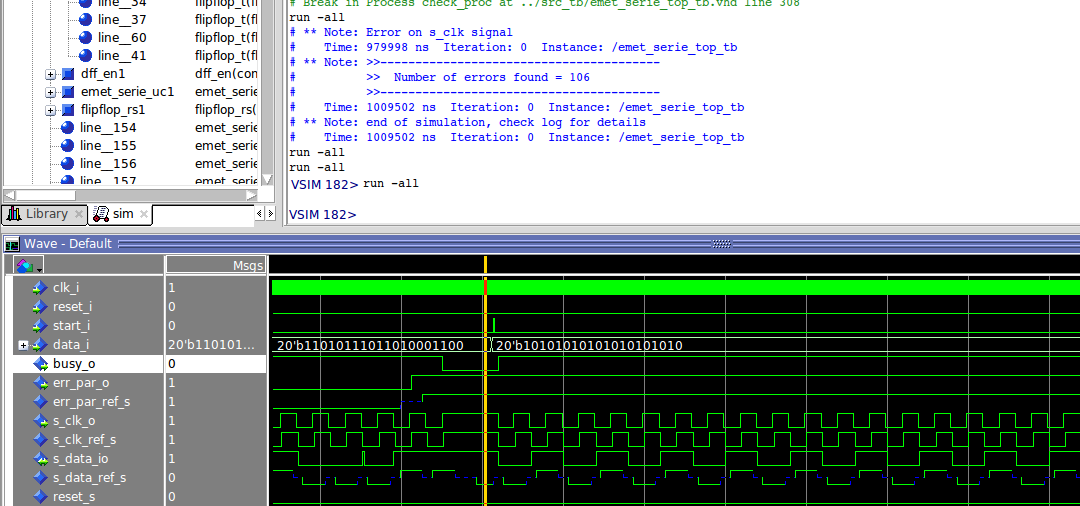 line__34 flipflop_t(fl
line__37 flipflop_t(fl
line__60 flipflop_t(fl
line__41 flipflop_t(fl
dff_en1 dff_en(con
emet_serie_uc1 emet_serie
flipflop_rs1 flipflop_rs(
line__154 emet_serie
line__155 emet_serie
line__156 emet_serie
line__157 emet_serie
Library sim
# Break in Process check_proc at ../src_tb/emet_serie_top_tb.vhd line 308
run -all
# ** Note: Error on s_clk signal
#    Time: 979998 ns  Iteration: 0  Instance: /emet_serie_top_tb
# ** Note: >>---------------------------------------
#          >>  Number of errors found = 106
#          >>---------------------------------------
#    Time: 1009502 ns  Iteration: 0  Instance: /emet_serie_top_tb
# ** Note: end of simulation, check log for details
#    Time: 1009502 ns  Iteration: 0  Instance: /emet_serie_top_tb
run -all
run -all
VSIM 182> run -all
VSIM 182>
Wave - Default
Msgs
clk_i 1
reset_i 0
start_i 0
data_i 20'b110101... 20'b11010111011010001100 20'b10101010101010101010
busy_o 0
err_par_o 1
err_par_ref_s 1
s_clk_o 1
s_clk_ref_s 1
s_data_io 1
s_data_ref_s 0
reset_s 0